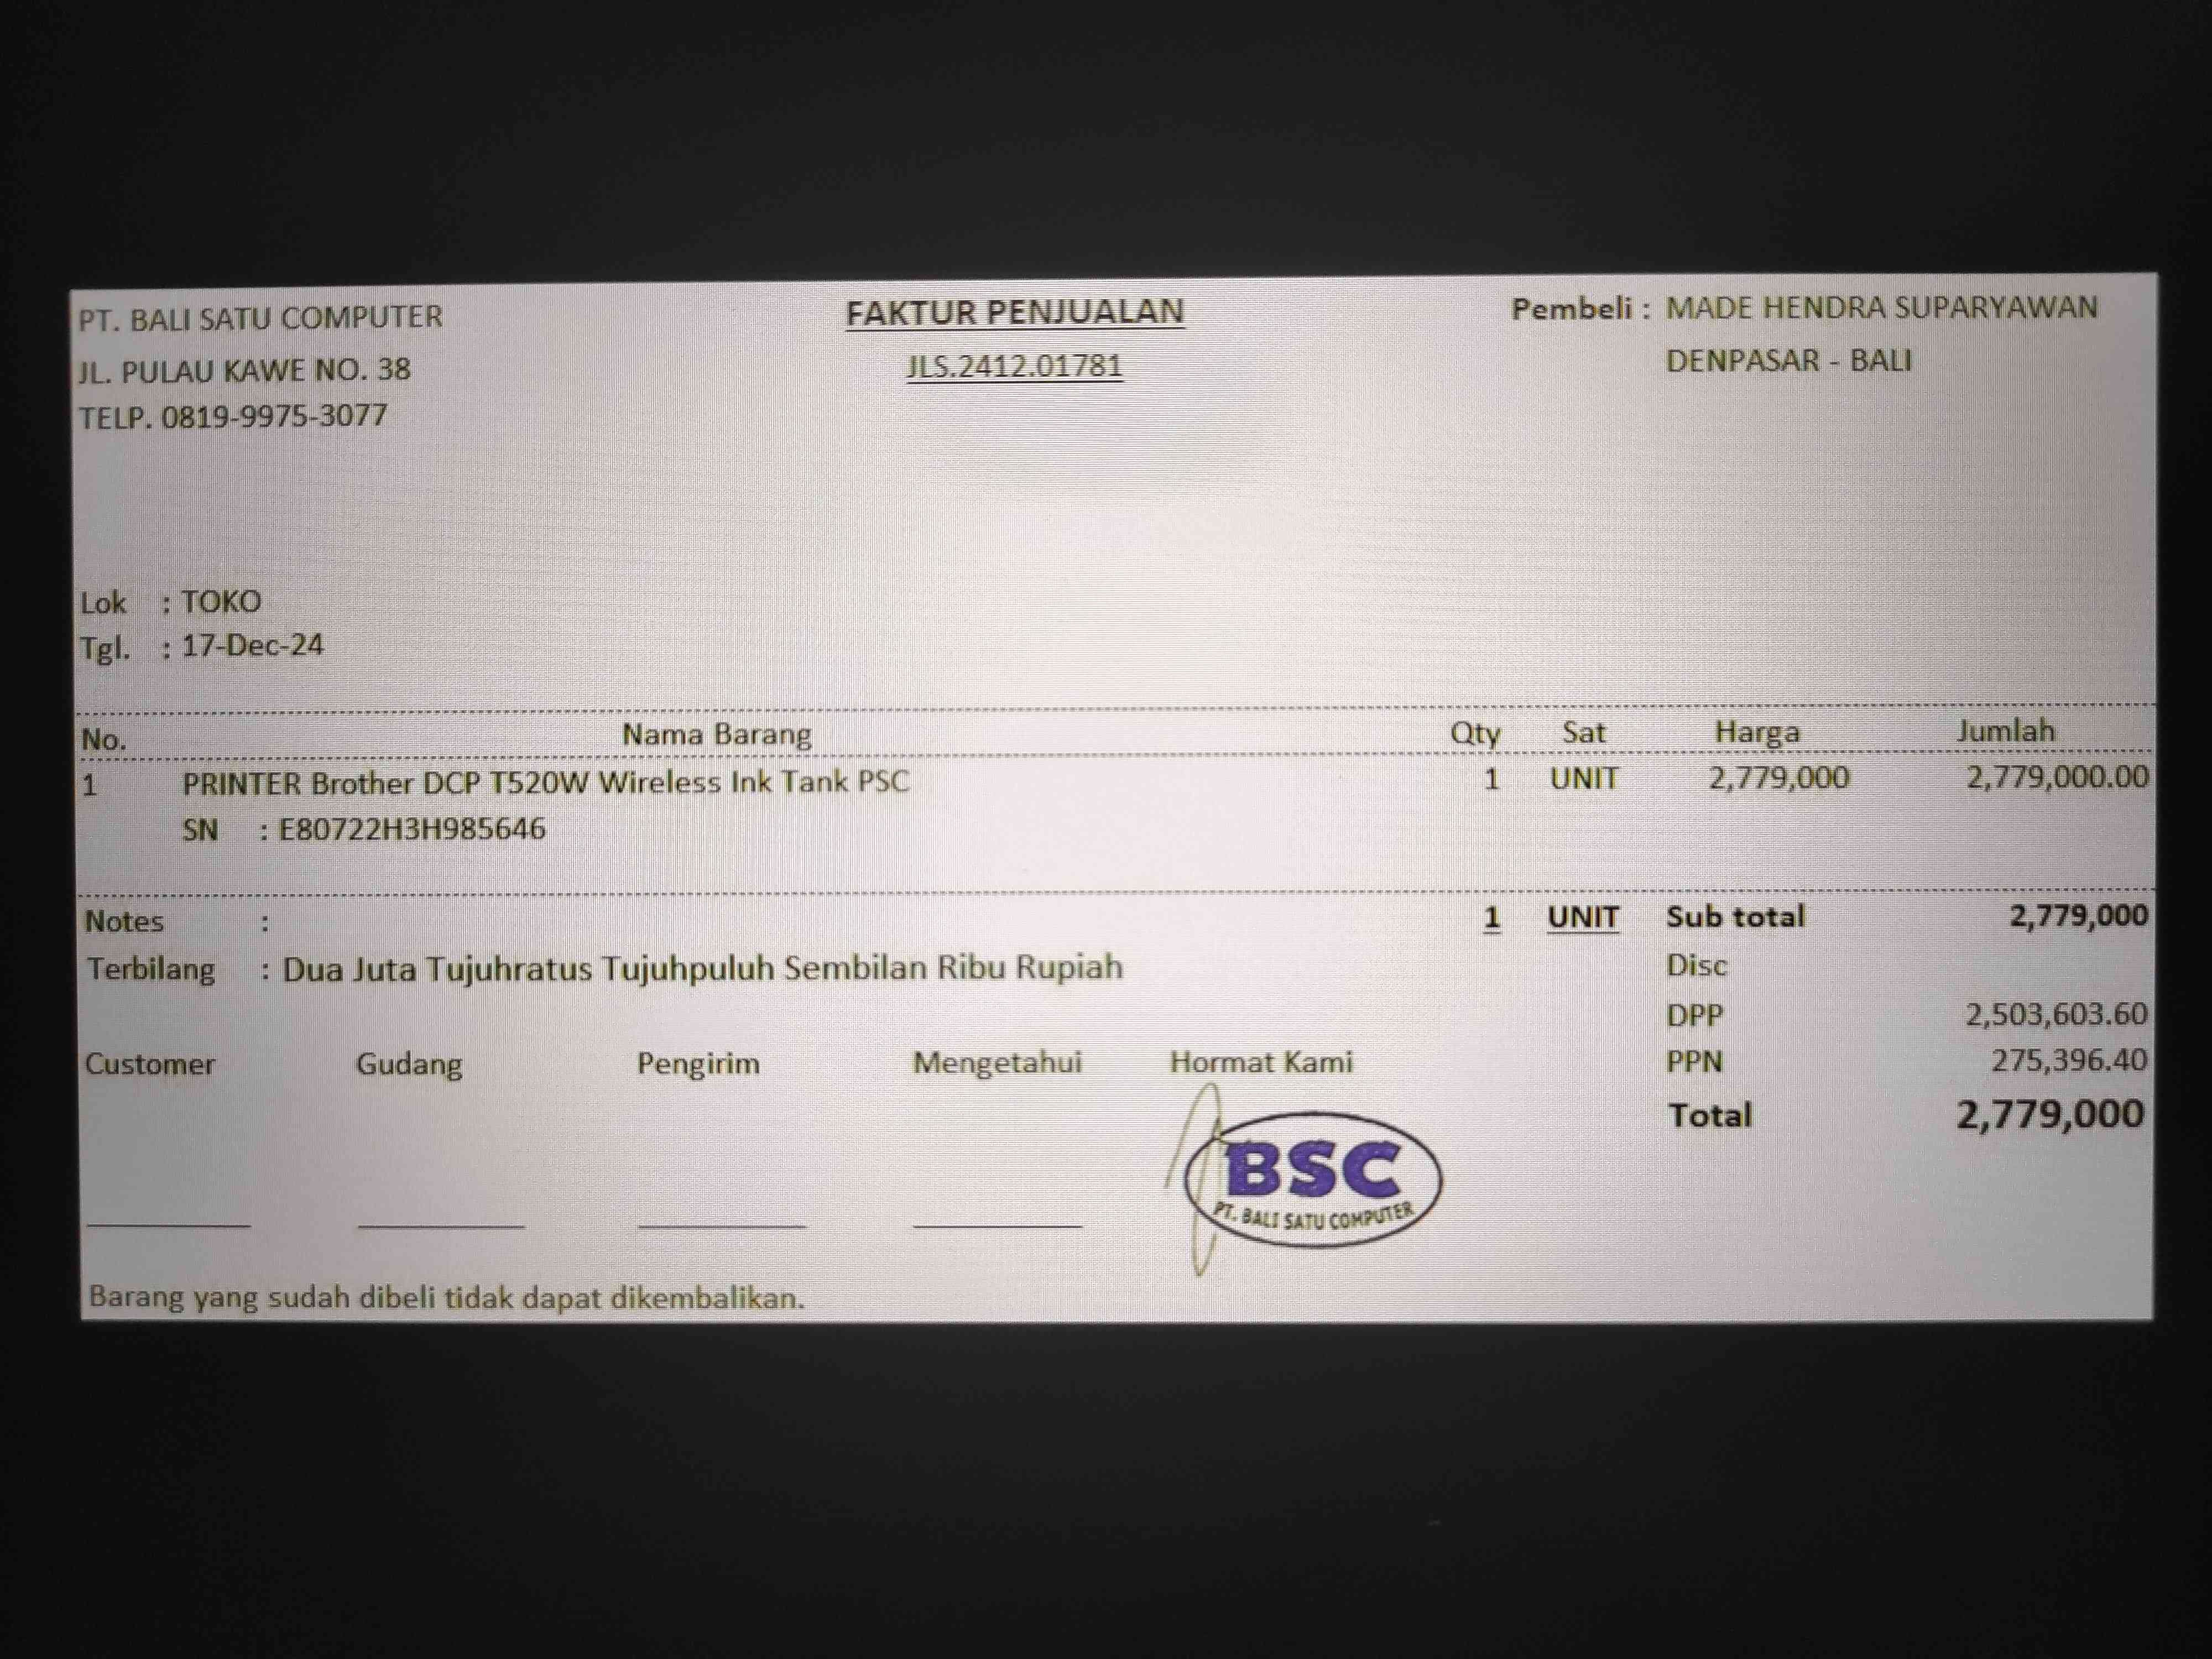 PT. BALI SATU COMPUTER
JL. PULAU KAWE NO. 38
TELP. 0819-9975-3077
FAKTUR PENJUALAN
JLS.2412.01781
Pembeli : MADE HENDRA SUPARYAWAN
DENPASAR - BALI
Lok : TOKO
Tgl. : 17-Dec-24
No. Nama Barang Qty Sat Harga Jumlah
1 PRINTER Brother DCP T520W Wireless Ink Tank PSC 1 UNIT 2,779,000 2,779,000.00
SN : E80722H3H985646
Notes : 1 UNIT Sub total 2,779,000
Terbilang : Dua Juta Tujuhratus Tujuhpuluh Sembilan Ribu Rupiah
Disc
DPP 2,503,603.60
PPN 275,396.40
Total 2,779,000
Customer Gudang Pengirim Mengetahui Hormat Kami
BSC
PT. BALI SATU COMPUTER
Barang yang sudah dibeli tidak dapat dikembalikan.